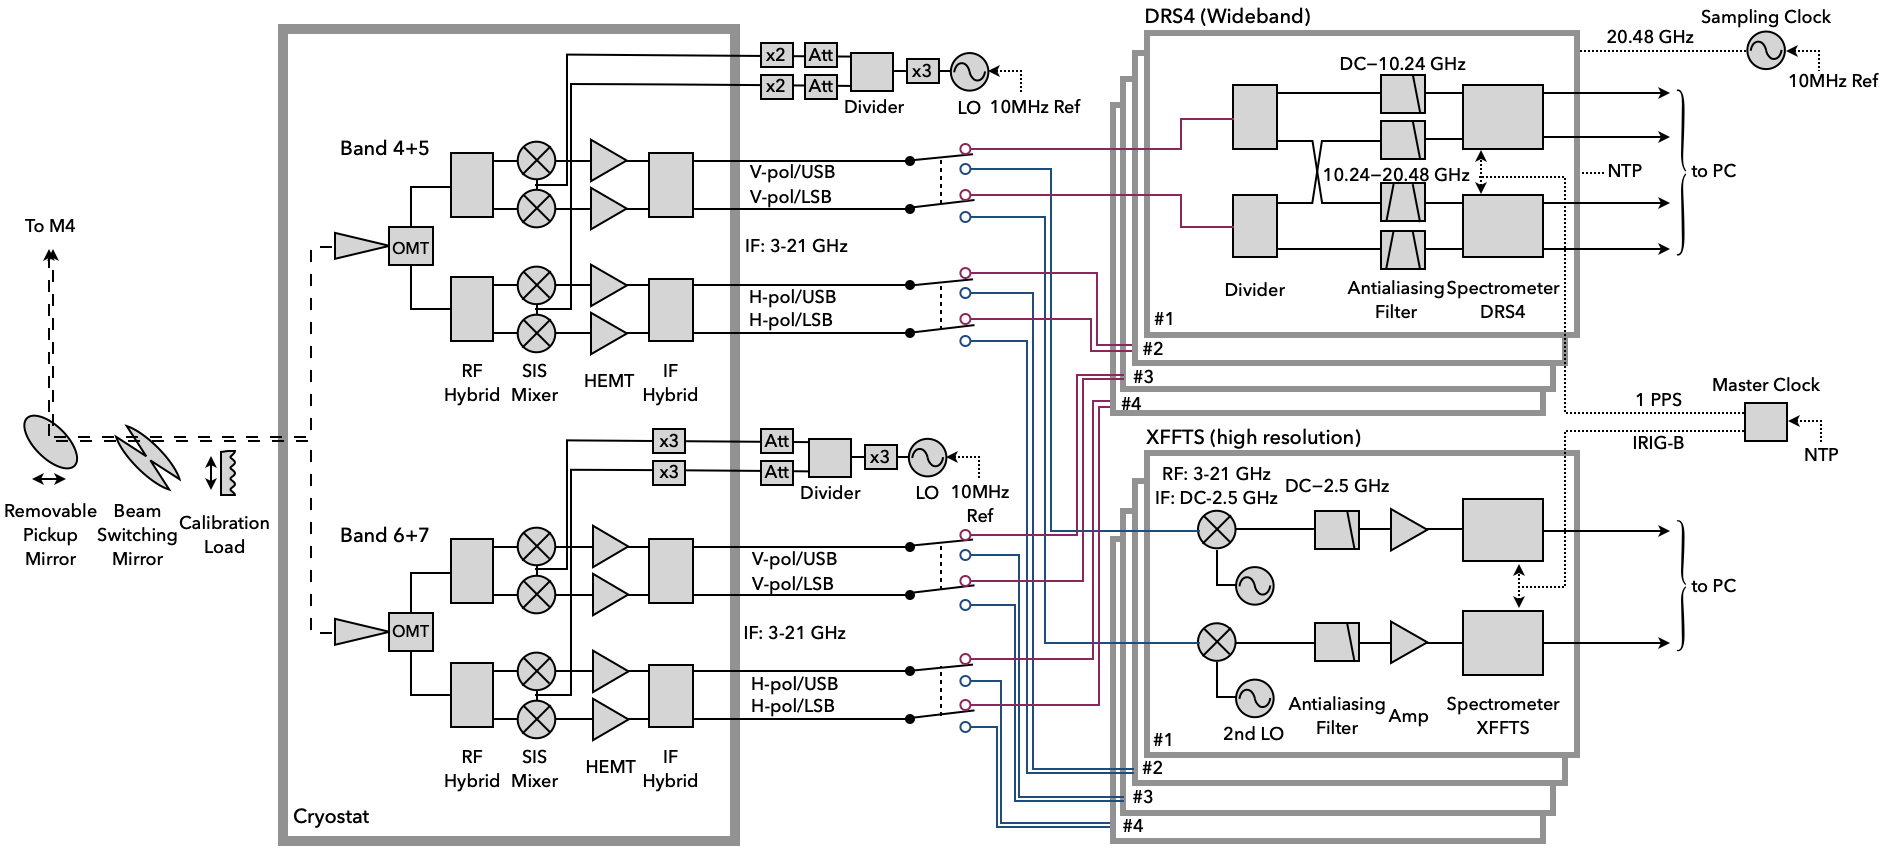 To M4
Removable
Pickup
Mirror
Beam
Switching
Mirror
Calibration
Load
Cryostat
Band 4+5
OMT
RF
Hybrid
SIS
Mixer
HEMT
IF
Hybrid
x2
Att
x2
Att
Divider
x3
LO
10MHz Ref
V-pol/USB
V-pol/LSB
IF: 3-21 GHz
H-pol/USB
H-pol/LSB
Band 6+7
OMT
RF
Hybrid
SIS
Mixer
HEMT
IF
Hybrid
x3
Att
x3
Att
Divider
x3
LO
10MHz
Ref
V-pol/USB
V-pol/LSB
IF: 3-21 GHz
H-pol/USB
H-pol/LSB
DRS4 (Wideband)
DC−10.24 GHz
10.24−20.48 GHz
Divider
Antialiasing
Filter
Spectrometer
DRS4
#1
#2
#3
#4
20.48 GHz
Sampling Clock
10MHz Ref
NTP
to PC
1 PPS
Master Clock
IRIG-B
NTP
XFFTS (high resolution)
RF: 3-21 GHz
IF: DC-2.5 GHz
DC−2.5 GHz
2nd LO
Antialiasing
Filter
Amp
Spectrometer
XFFTS
#1
#2
#3
#4
to PC